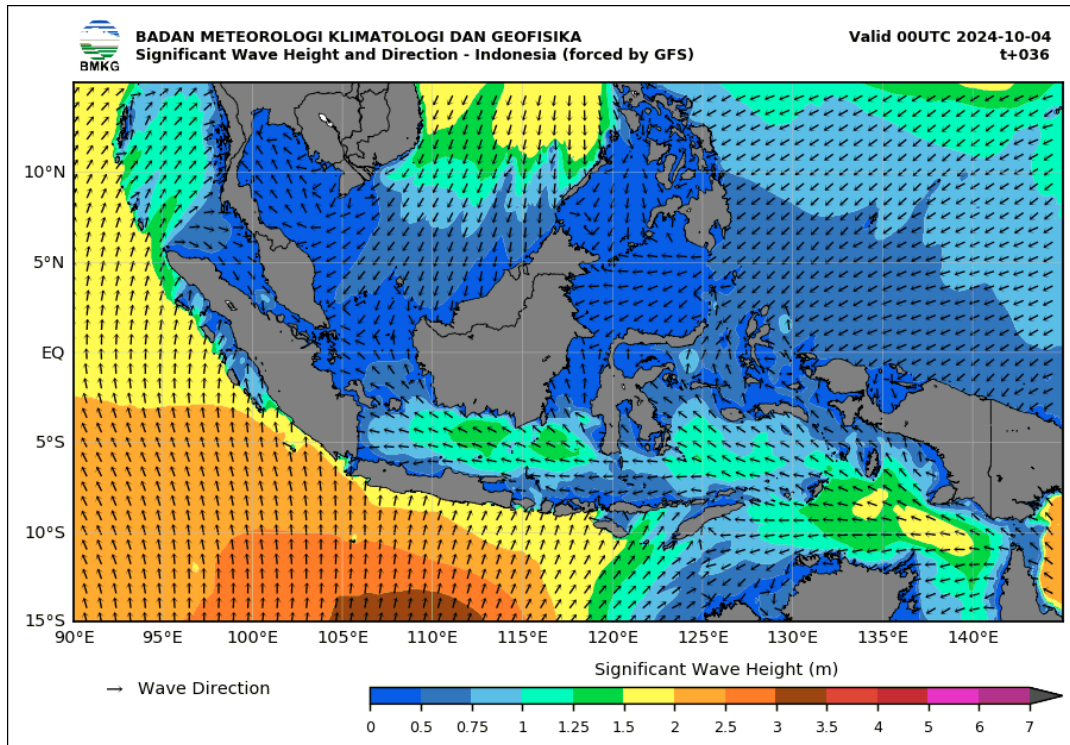 BADAN METEOROLOGI KLIMATOLOGI DAN GEOFISIKA
Significant Wave Height and Direction - Indonesia (forced by GFS)
Valid 00UTC 2024-10-04
t+036
BMKG
10°N
5°N
EQ
5°S
10°S
15°S
90°E 95°E 100°E 105°E 110°E 115°E 120°E 125°E 130°E 135°E 140°E
Wave Direction
Significant Wave Height (m)
0 0.5 0.75 1 1.25 1.5 2 2.5 3 3.5 4 5 6 7